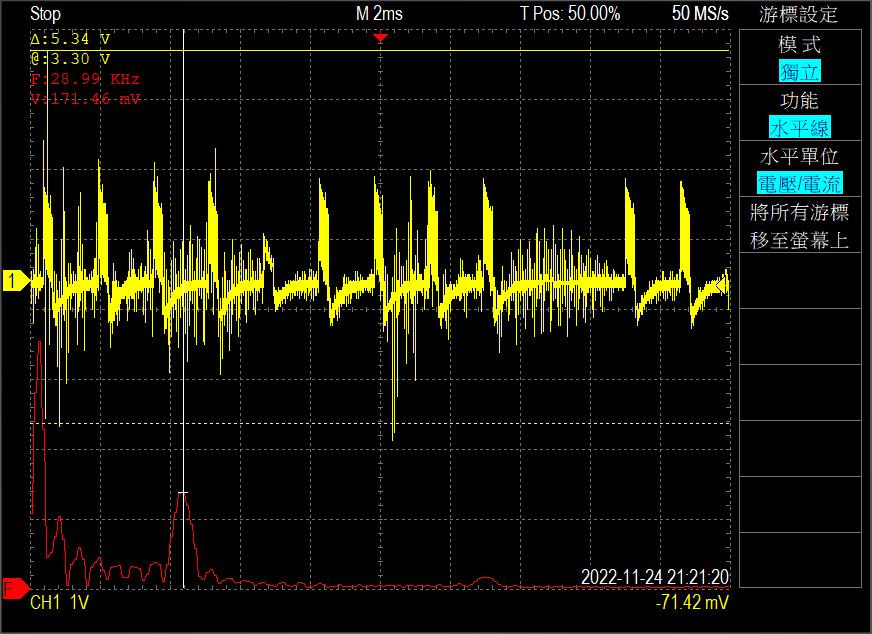 Stop M 2ms T Pos: 50.00% 50 MS/s
游標設定
Δ:5.34 V
@:3.30 V
F:28.99 KHz
V:171.46 mV
模式
獨立
功能
水平線
水平單位
電壓/電流
將所有游標
移至螢幕上
1
F
2022-11-24 21:21:20
CH1 1V -71.42 mV